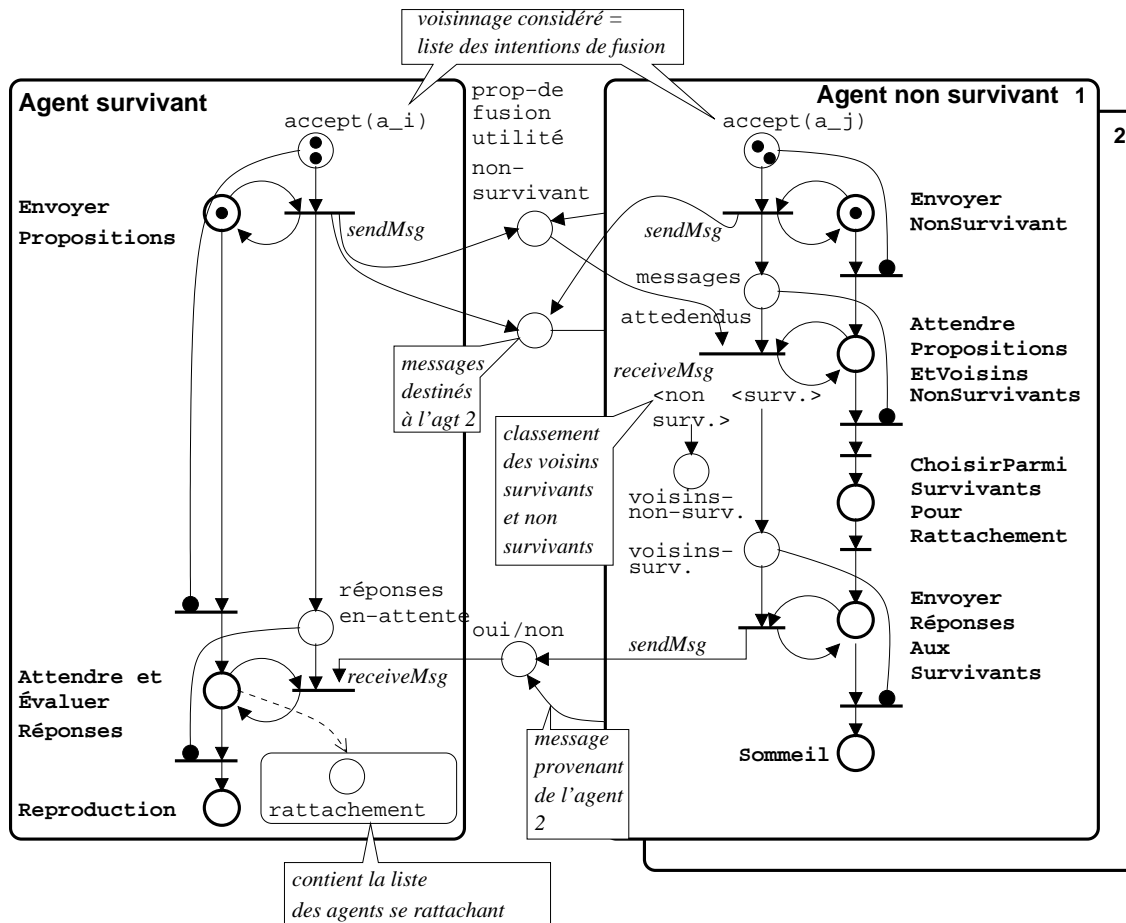 voisinnage considéré =
liste des intentions de fusion
Agent survivant
accept(a_i)
Envoyer
Propositions
sendMsg
prop-de
fusion
utilité
non-
survivant
messages
destinés
à l'agt 2
Agent non survivant 1
2
accept(a_j)
sendMsg
Envoyer
NonSurvivant
messages
attedendus
receiveMsg
<non
surv.>
<surv.>
Attendre
Propositions
EtVoisins
NonSurvivants
classement
des voisins
survivants
et non
survivants
voisins-
non-surv.
voisins-
surv.
ChoisirParmi
Survivants
Pour
Rattachement
Envoyer
Réponses
Aux
Survivants
sendMsg
Sommeil
réponses
en-attente
oui/non
receiveMsg
Attendre et
Évaluer
Réponses
message
provenant
de l'agent
2
Reproduction
rattachement
contient la liste
des agents se rattachant